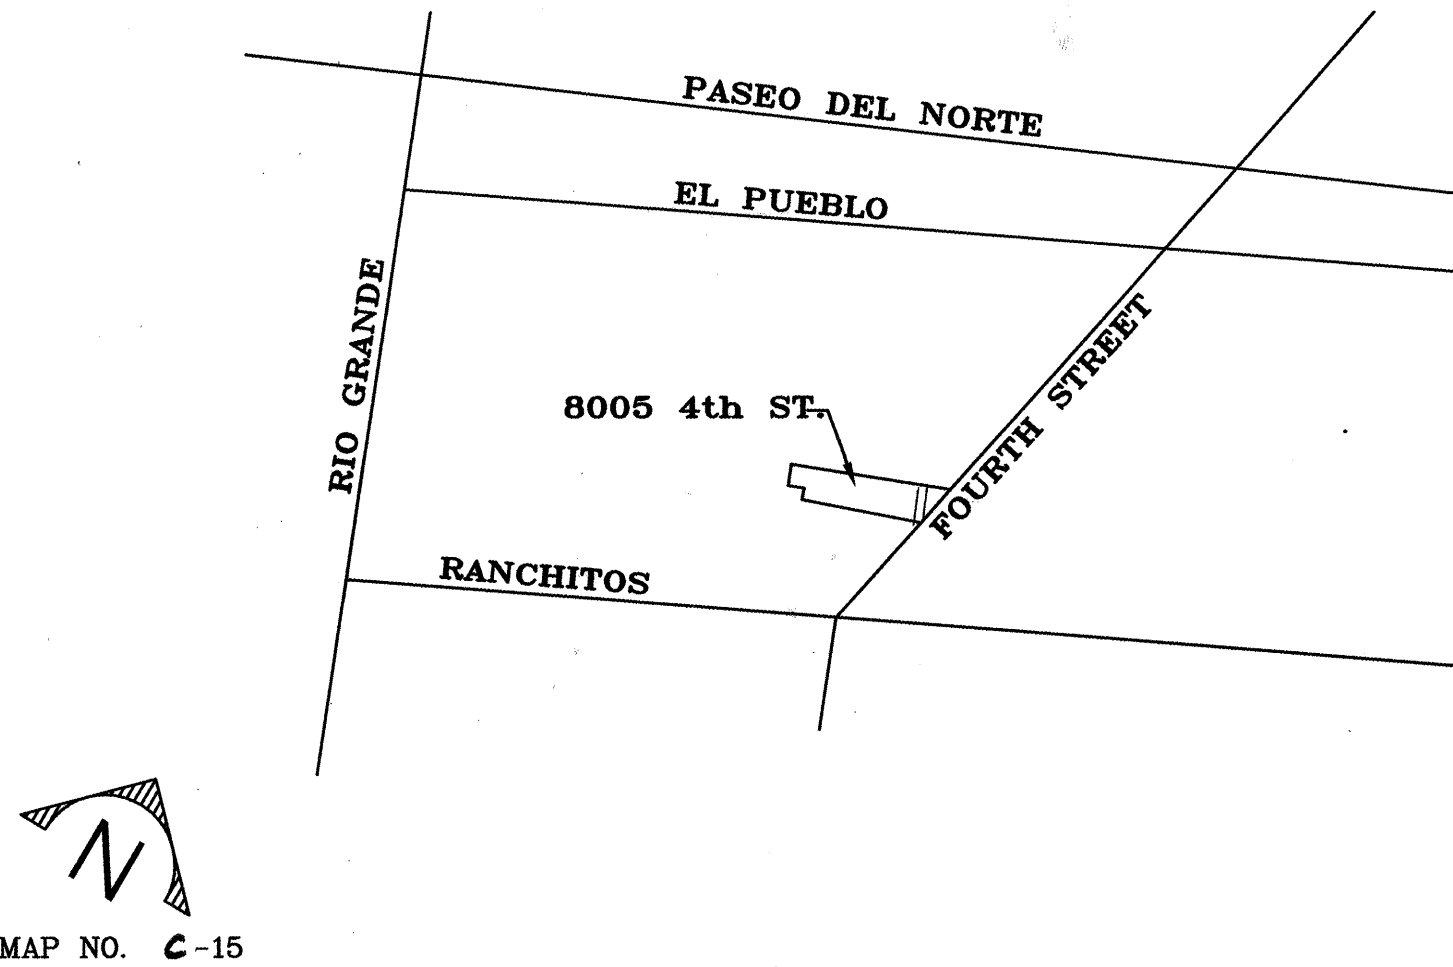 PASEO DEL NORTE
EL PUEBLO
RIO GRANDE
8005 4th ST.
FOURTH STREET
RANCHITOS
N
MAP NO. C-15